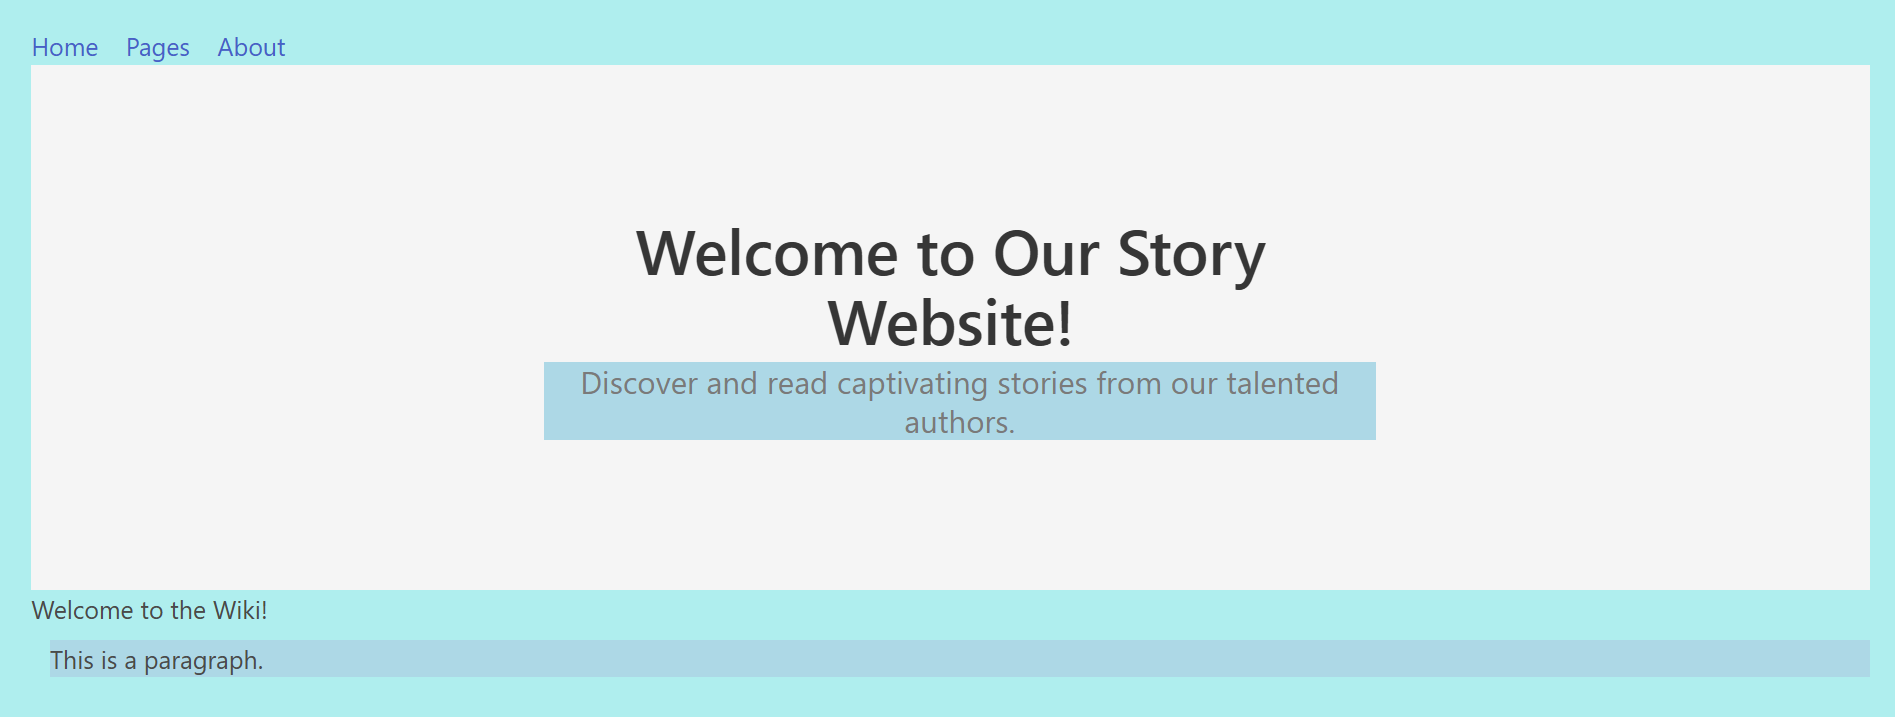 Home Pages About
Welcome to Our Story
Website!
Discover and read captivating stories from our talented
authors.
Welcome to the Wiki!
This is a paragraph.